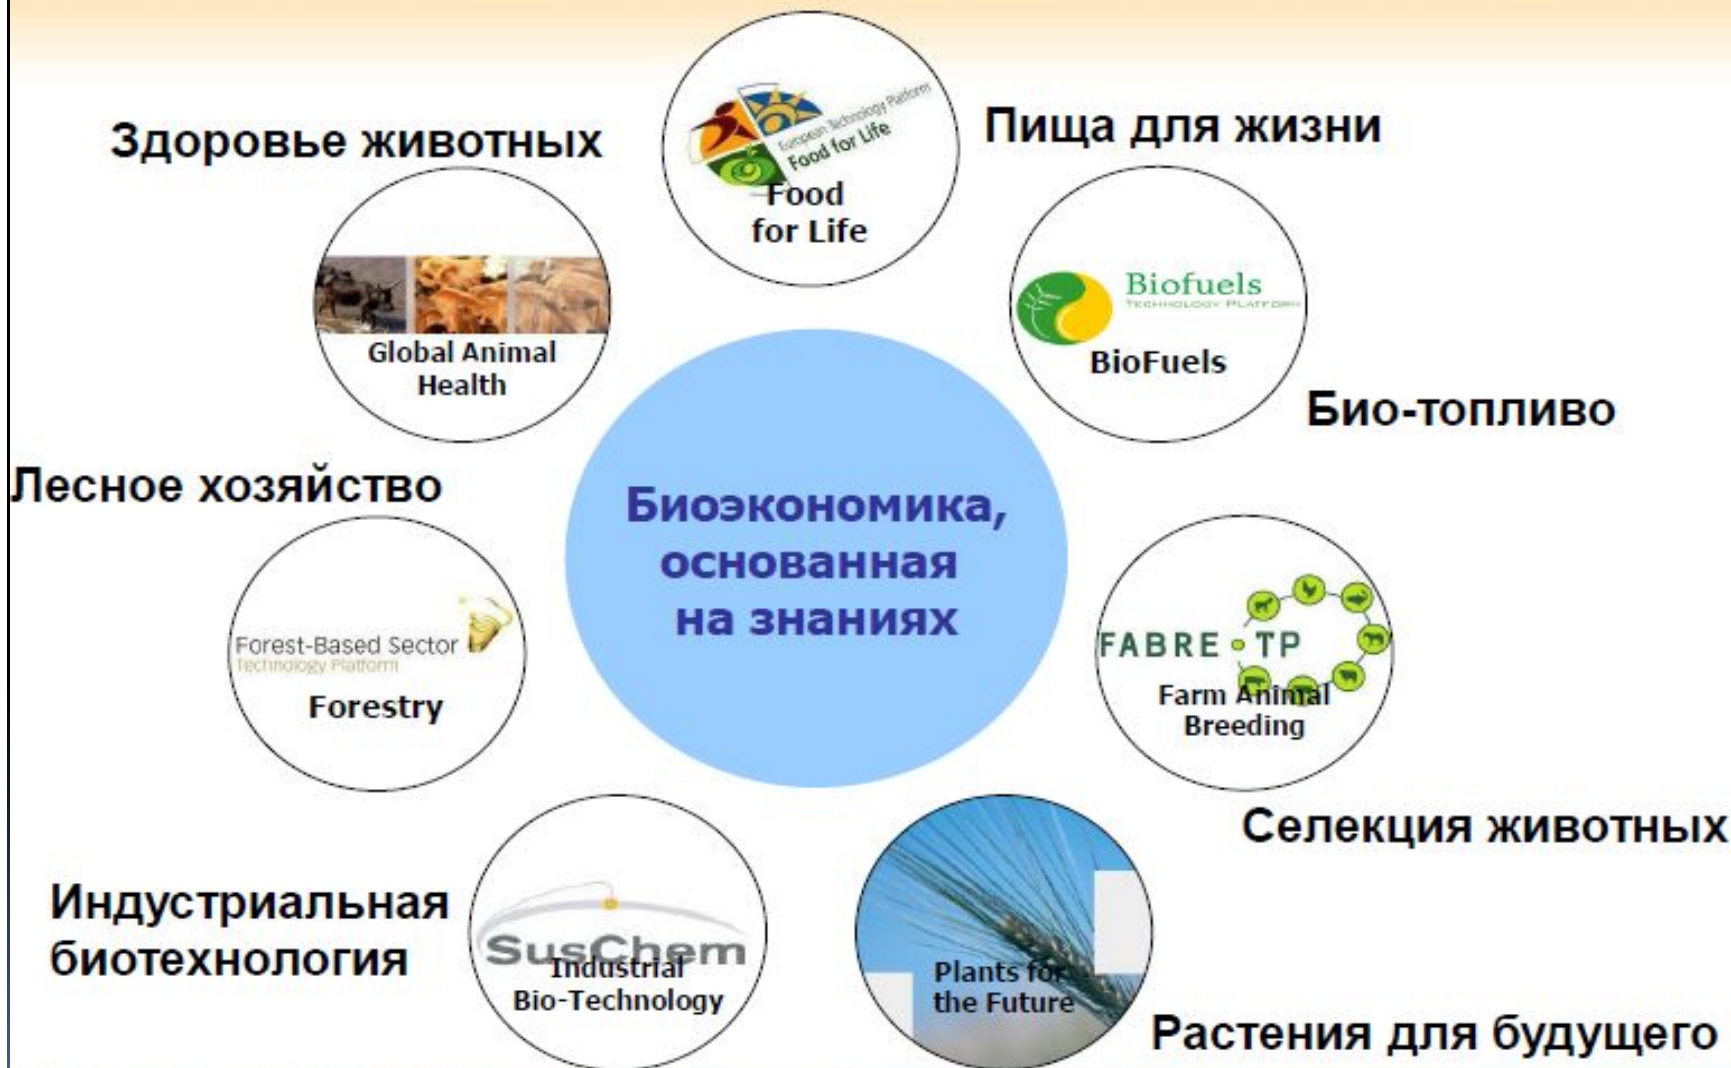 Здоровье животных
European Technology Platform
Food for Life
Food
for Life
Пища для жизни
Global Animal
Health
Biofuels
TECHNOLOGY PLATFORM
BioFuels
Био-топливо
Лесное хозяйство
Forest-Based Sector
Technology Platform
Forestry
Биоэкономика,
основанная
на знаниях
FABRE TP
Farm Animal
Breeding
Селекция животных
Индустриальная
биотехнология
SusChem
Industrial
Bio-Technology
Plants for
the Future
Растения для будущего